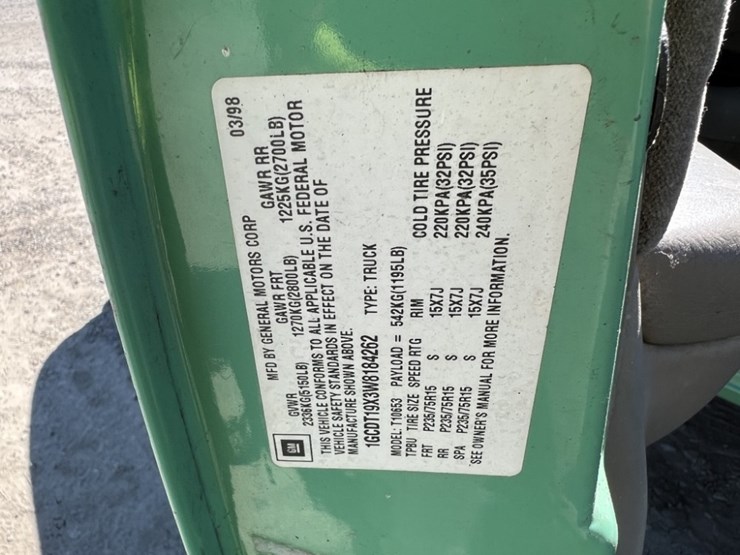 MFD BY GENERAL MOTORS CORP 03/98
GVWR GAWR FRT GAWR RR
2336KG(5150LB) 1270KG(2800LB) 1225KG(2700LB)
THIS VEHICLE CONFORMS TO ALL APPLICABLE U.S. FEDERAL MOTOR
VEHICLE SAFETY STANDARDS IN EFFECT ON THE DATE OF
MANUFACTURE SHOWN ABOVE.
1GCDT19X3W8184262 TYPE: TRUCK
MODEL: T10653 PAYLOAD = 542KG(1195LB)
TPBU TIRE SIZE SPEED RTG RIM COLD TIRE PRESSURE
FRT P235/75R15 S 15X7J 220KPA(32PSI)
RR P235/75R15 S 15X7J 220KPA(32PSI)
SPA P235/75R15 S 15X7J 240KPA(35PSI)
SEE OWNER'S MANUAL FOR MORE INFORMATION.
GM